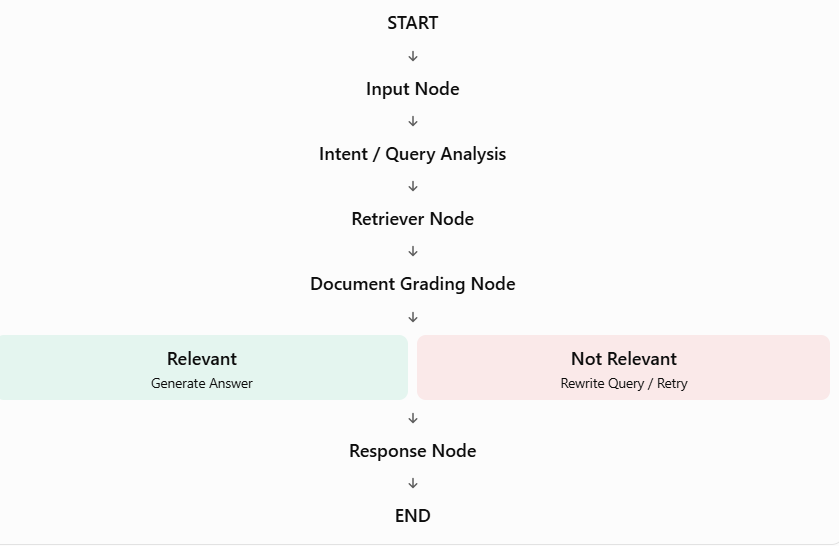 START
↓
Input Node
↓
Intent / Query Analysis
↓
Retriever Node
↓
Document Grading Node
↓
Relevant
Generate Answer
Not Relevant
Rewrite Query / Retry
↓
Response Node
↓
END